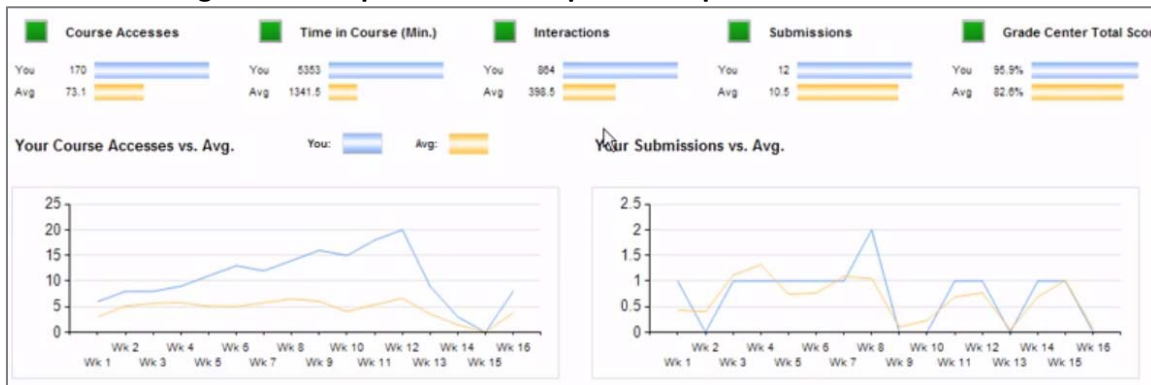 Course Accesses
You 170
Avg 73.1
Time in Course (Min.)
You 5353
Avg 1341.5
Interactions
You 864
Avg 398.5
Submissions
You 12
Avg 10.5
Grade Center Total Scor
You 95.9%
Avg 82.6%
Your Course Accesses vs. Avg.
You:
Avg:
25
20
15
10
5
0
Wk 1 Wk 2 Wk 3 Wk 4 Wk 5 Wk 6 Wk 7 Wk 8 Wk 9 Wk 10 Wk 11 Wk 12 Wk 13 Wk 14 Wk 15 Wk 16
Your Submissions vs. Avg.
2.5
2
1.5
1
0.5
0
Wk 1 Wk 2 Wk 3 Wk 4 Wk 5 Wk 6 Wk 7 Wk 8 Wk 9 Wk 10 Wk 11 Wk 12 Wk 13 Wk 14 Wk 15 Wk 16